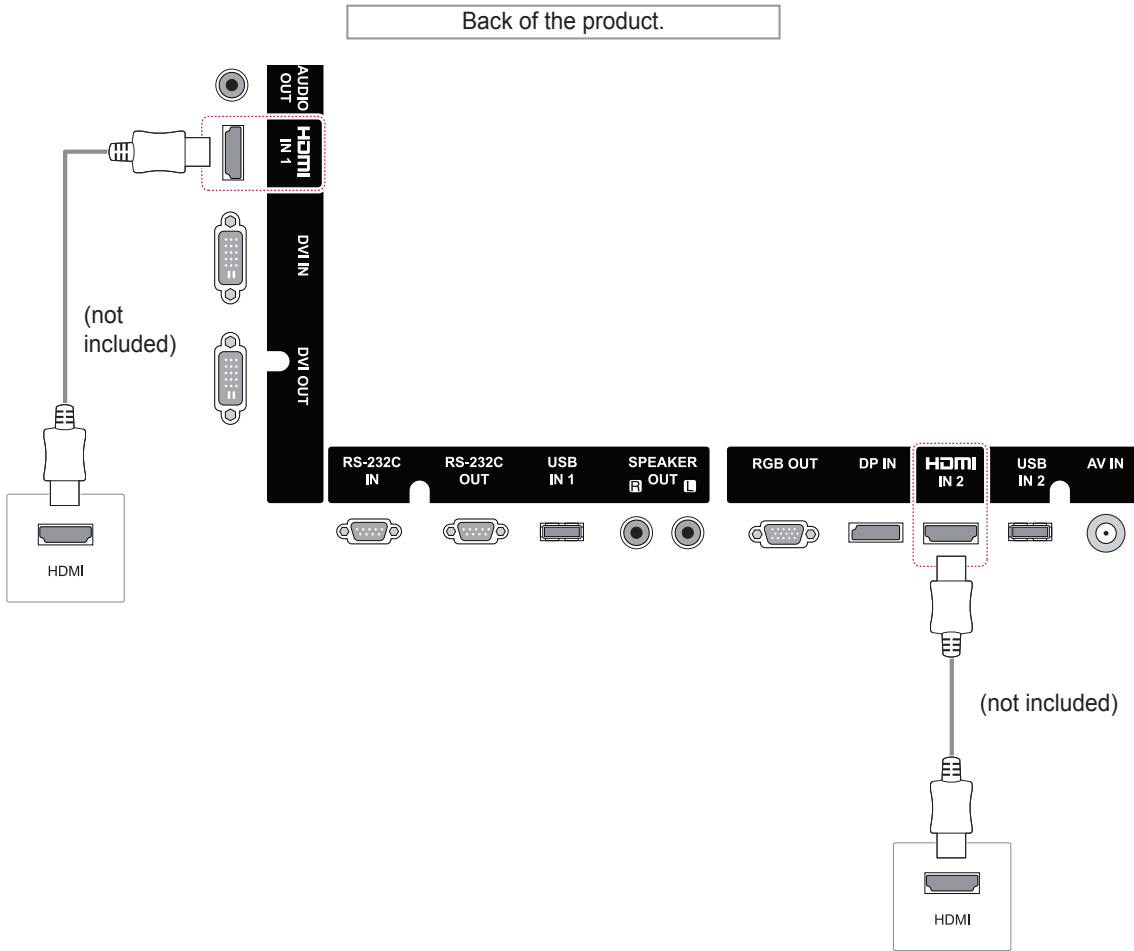 Back of the product.
AUDIO
OUT
HDMI
IN 1
DVI IN
(not
included)
DVI OUT
HDMI
RS-232C
IN
RS-232C
OUT
USB
IN 1
SPEAKER
R OUT L
RGB OUT
DP IN
HDMI
IN 2
USB
IN 2
AV IN
(not included)
HDMI